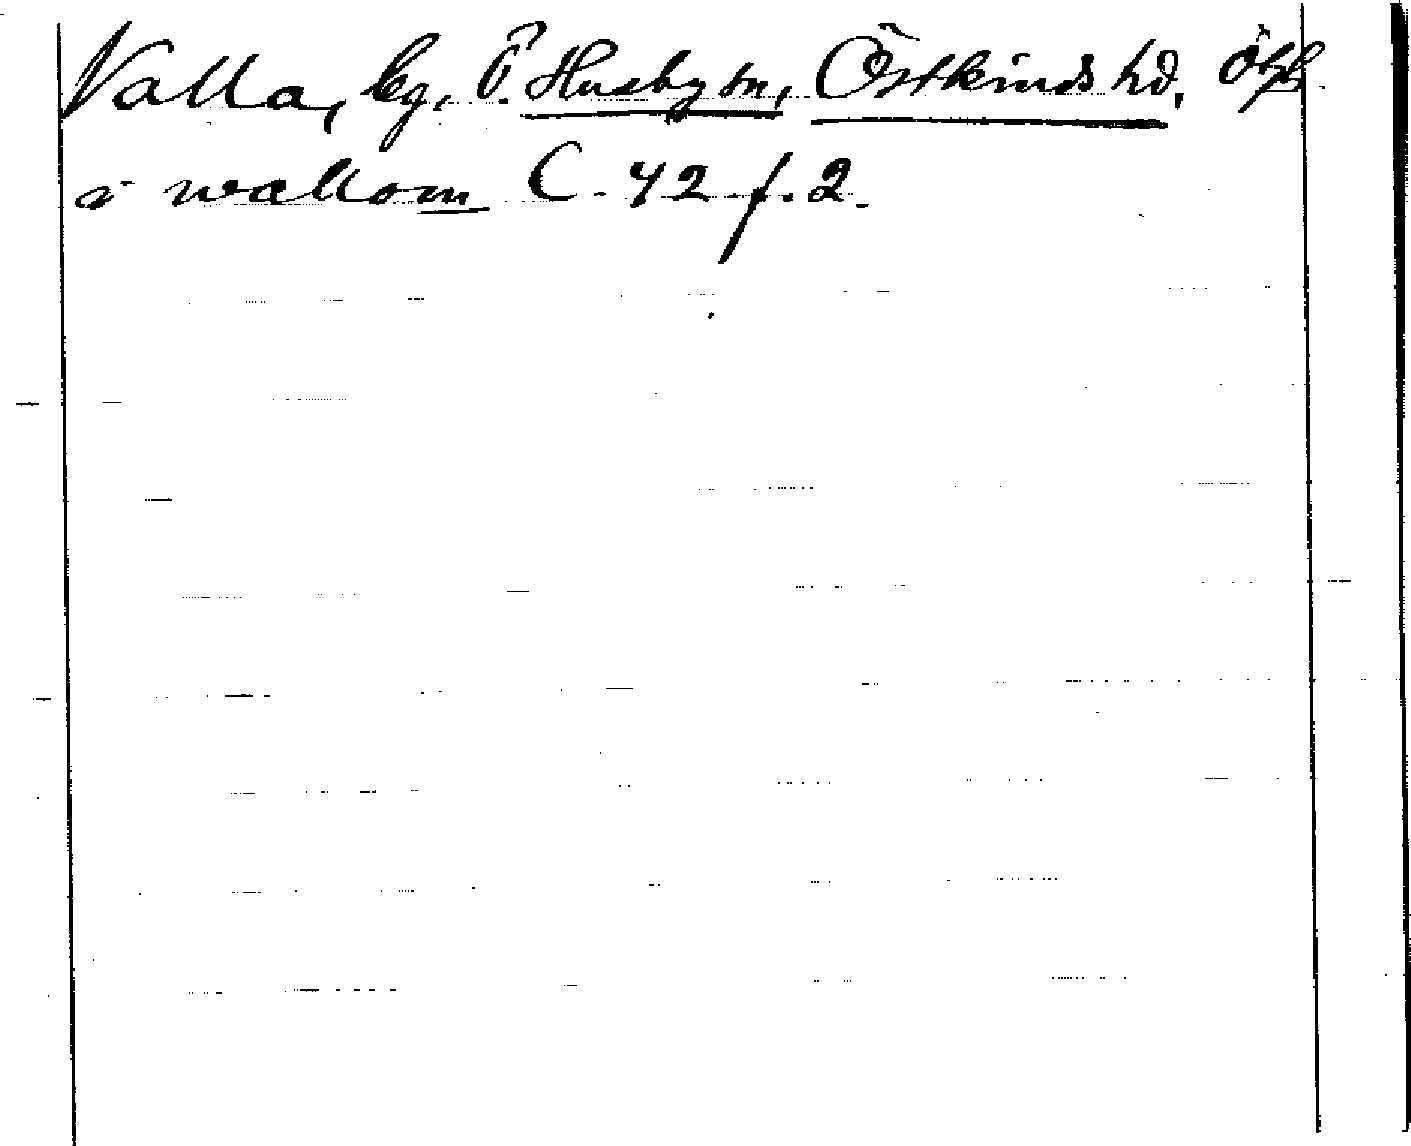 Valla, by, Ö. Husby sn, Östkinds hd, Ögl.
i wallom C. 42 f. 2.